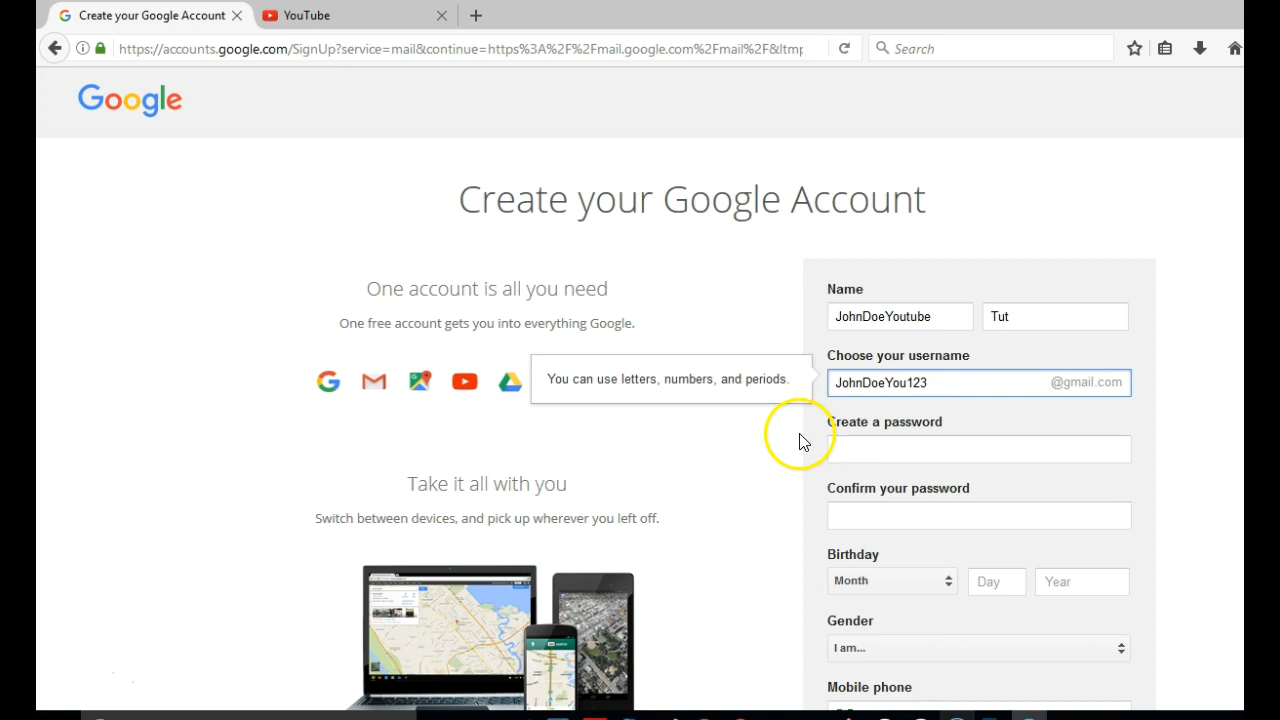 Create your Google Account
YouTube
https://accounts.google.com/SignUp?service=mail&continue=https%3A%2F%2Fmail.google.com%2Fmail%2F&ltmp
Search
Google
Create your Google Account
One account is all you need
One free account gets you into everything Google.
You can use letters, numbers, and periods.
Take it all with you
Switch between devices, and pick up wherever you left off.
Name
JohnDoeYoutube Tut
Choose your username
JohnDoeYou123 @gmail.com
Create a password
Confirm your password
Birthday
Month Day Year
Gender
I am...
Mobile phone